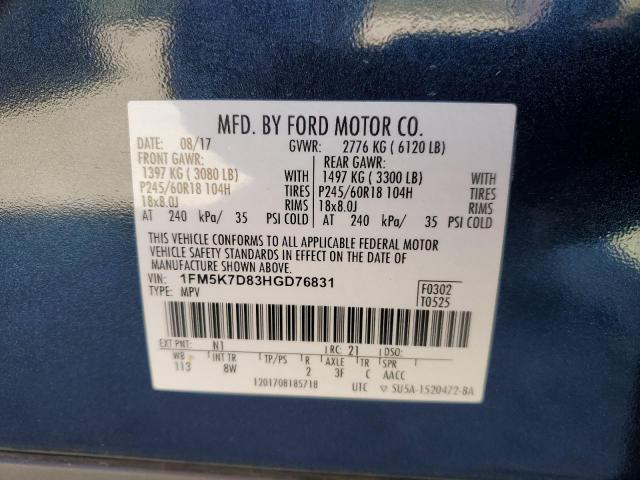 MFD. BY FORD MOTOR CO.
DATE: 08/17 GVWR: 2776 KG ( 6120 LB)
FRONT GAWR: REAR GAWR:
1397 KG ( 3080 LB) 1497 KG ( 3300 LB)
P245/60R18 104H TIRES P245/60R18 104H TIRES
18x8.0J RIMS 18x8.0J RIMS
AT 240 kPa/ 35 PSI COLD AT 240 kPa/ 35 PSI COLD
THIS VEHICLE CONFORMS TO ALL APPLICABLE FEDERAL MOTOR
VEHICLE SAFETY STANDARDS IN EFFECT ON THE DATE OF
MANUFACTURE SHOWN ABOVE.
VIN: 1FM5K7D83HGD76831 F0302
TYPE: MPV T0525
EXT PNT: N1 RC: 21
WB INT TR TP/PS R AXLE TR SPR
113 8W 2 3F C AACC
1201708185718 UTC ▽ 5U5A-1520472-BA